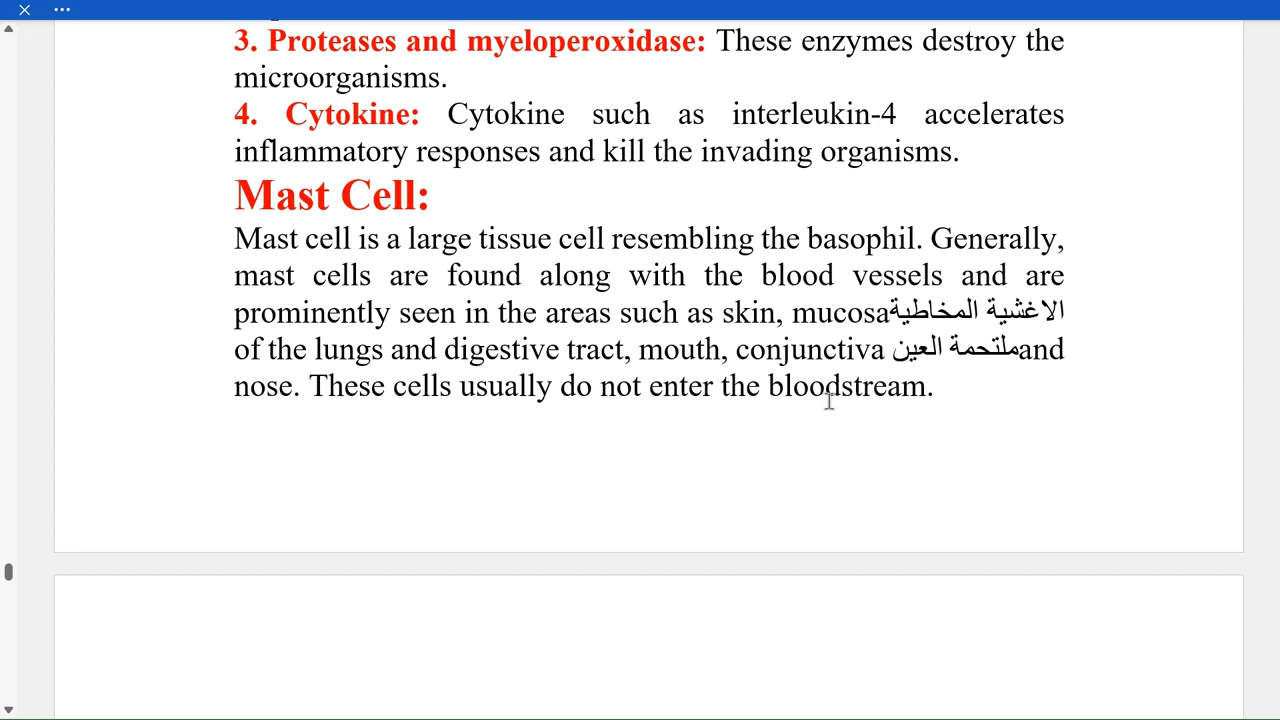 3. Proteases and myeloperoxidase: These enzymes destroy the
microorganisms.
4. Cytokine: Cytokine such as interleukin-4 accelerates
inflammatory responses and kill the invading organisms.
Mast Cell:
Mast cell is a large tissue cell resembling the basophil. Generally,
mast cells are found along with the blood vessels and are
prominently seen in the areas such as skin, mucosaالاغشية المخاطية
of the lungs and digestive tract, mouth, conjunctiva ملتحمة العينand
nose. These cells usually do not enter the bloodstream.